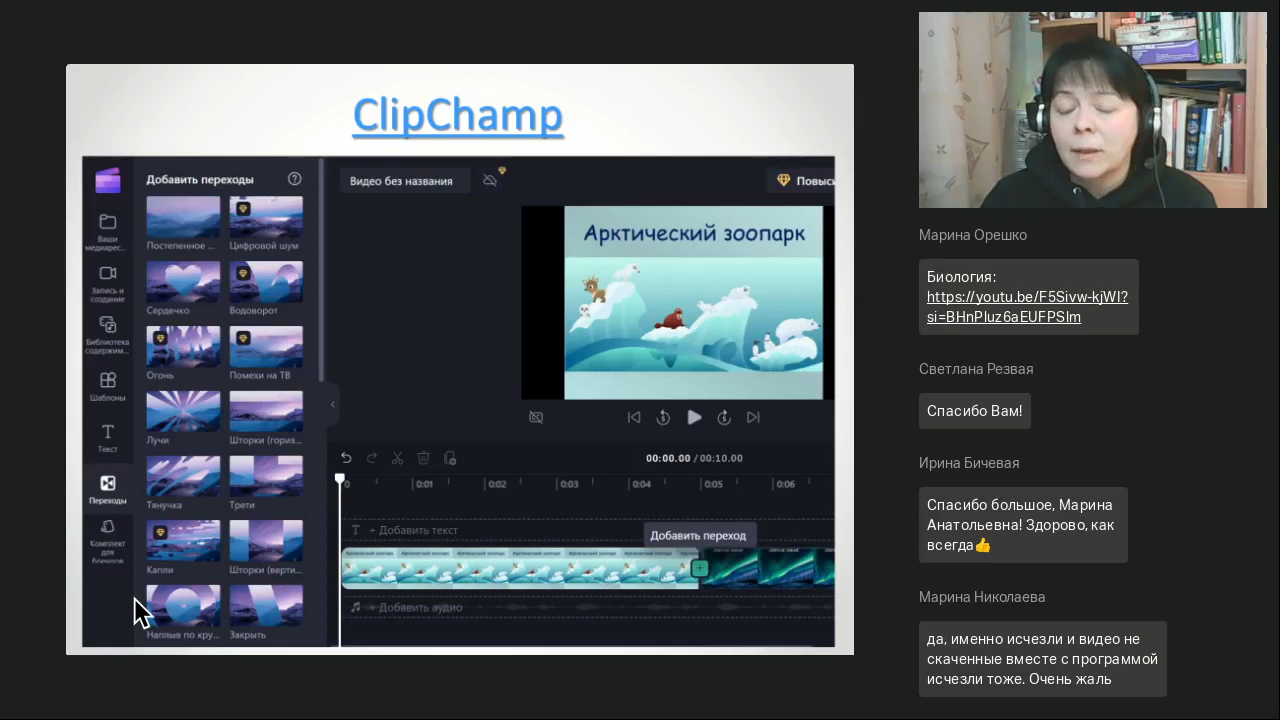 ClipChamp
Добавить переходы
Постепенное ...
Цифровой шум
Сердечко
Водоворот
Огонь
Помехи на ТВ
Лучи
Шторки (гориз...
Тянучка
Трети
Капли
Шторки (верти...
Наплыв по кру...
Закрыть
Ваши
медиарес...
Запись и
создание
Библиотека
содержим...
Шаблоны
Текст
Переходы
Комплект
для
Видео без названия
Арктический зоопарк
00:00.00 / 00:10.00
0
0:01
0:02
0:03
0:04
0:05
0:06
+ Добавить текст
Добавить переход
+ Добавить аудио
Марина Орешко
Биология:
https://youtu.be/F5Sivw-kjWI?
si=BHnPluz6aEUFPSIm
Светлана Резвая
Спасибо Вам!
Ирина Бичевая
Спасибо большое, Марина
Анатольевна! Здорово, как
всегда👍
Марина Николаева
да, именно исчезли и видео не
скаченные вместе с программой
исчезли тоже. Очень жаль